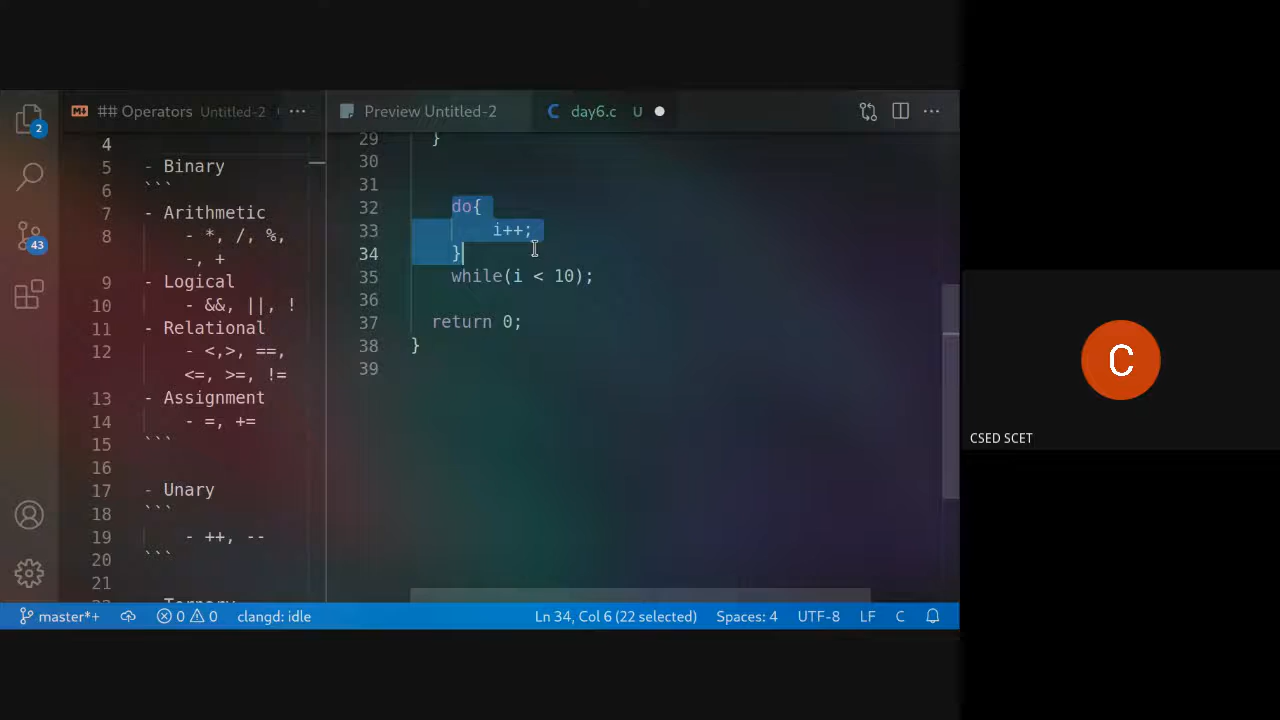 ## Operators Untitled-2 ···
Preview Untitled-2
C day6.c U
2
43
4
5 - Binary
6 ```
7 - Arithmetic
8 - *, /, %,
-, +
9 - Logical
10 - &&, ||, !
11 - Relational
12 - <,>, ==,
<=, >=, !=
13 - Assignment
14 - =, +=
15 ```
16
17 - Unary
18 ```
19 - ++, --
20 ```
21
29 }
30
31
32 do{
33 i++;
34 }
35 while(i < 10);
36
37 return 0;
38 }
39
C
CSED SCET
master*+ 0 0 clangd: idle Ln 34, Col 6 (22 selected) Spaces: 4 UTF-8 LF C